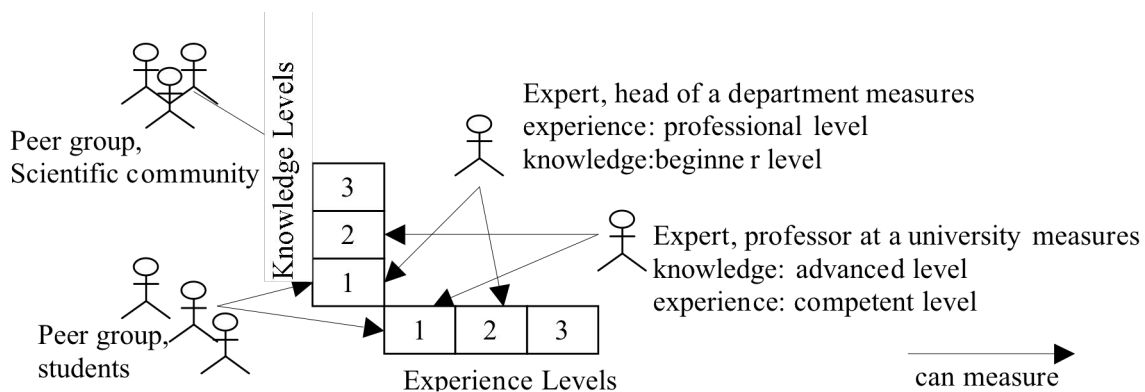 Peer group,
Scientific community
Knowledge Levels
Expert, head of a department measures
experience: professional level
knowledge:beginne r level
3
2
1
Expert, professor at a university measures
knowledge: advanced level
experience: competent level
Peer group,
students
1 2 3
Experience Levels
can measure